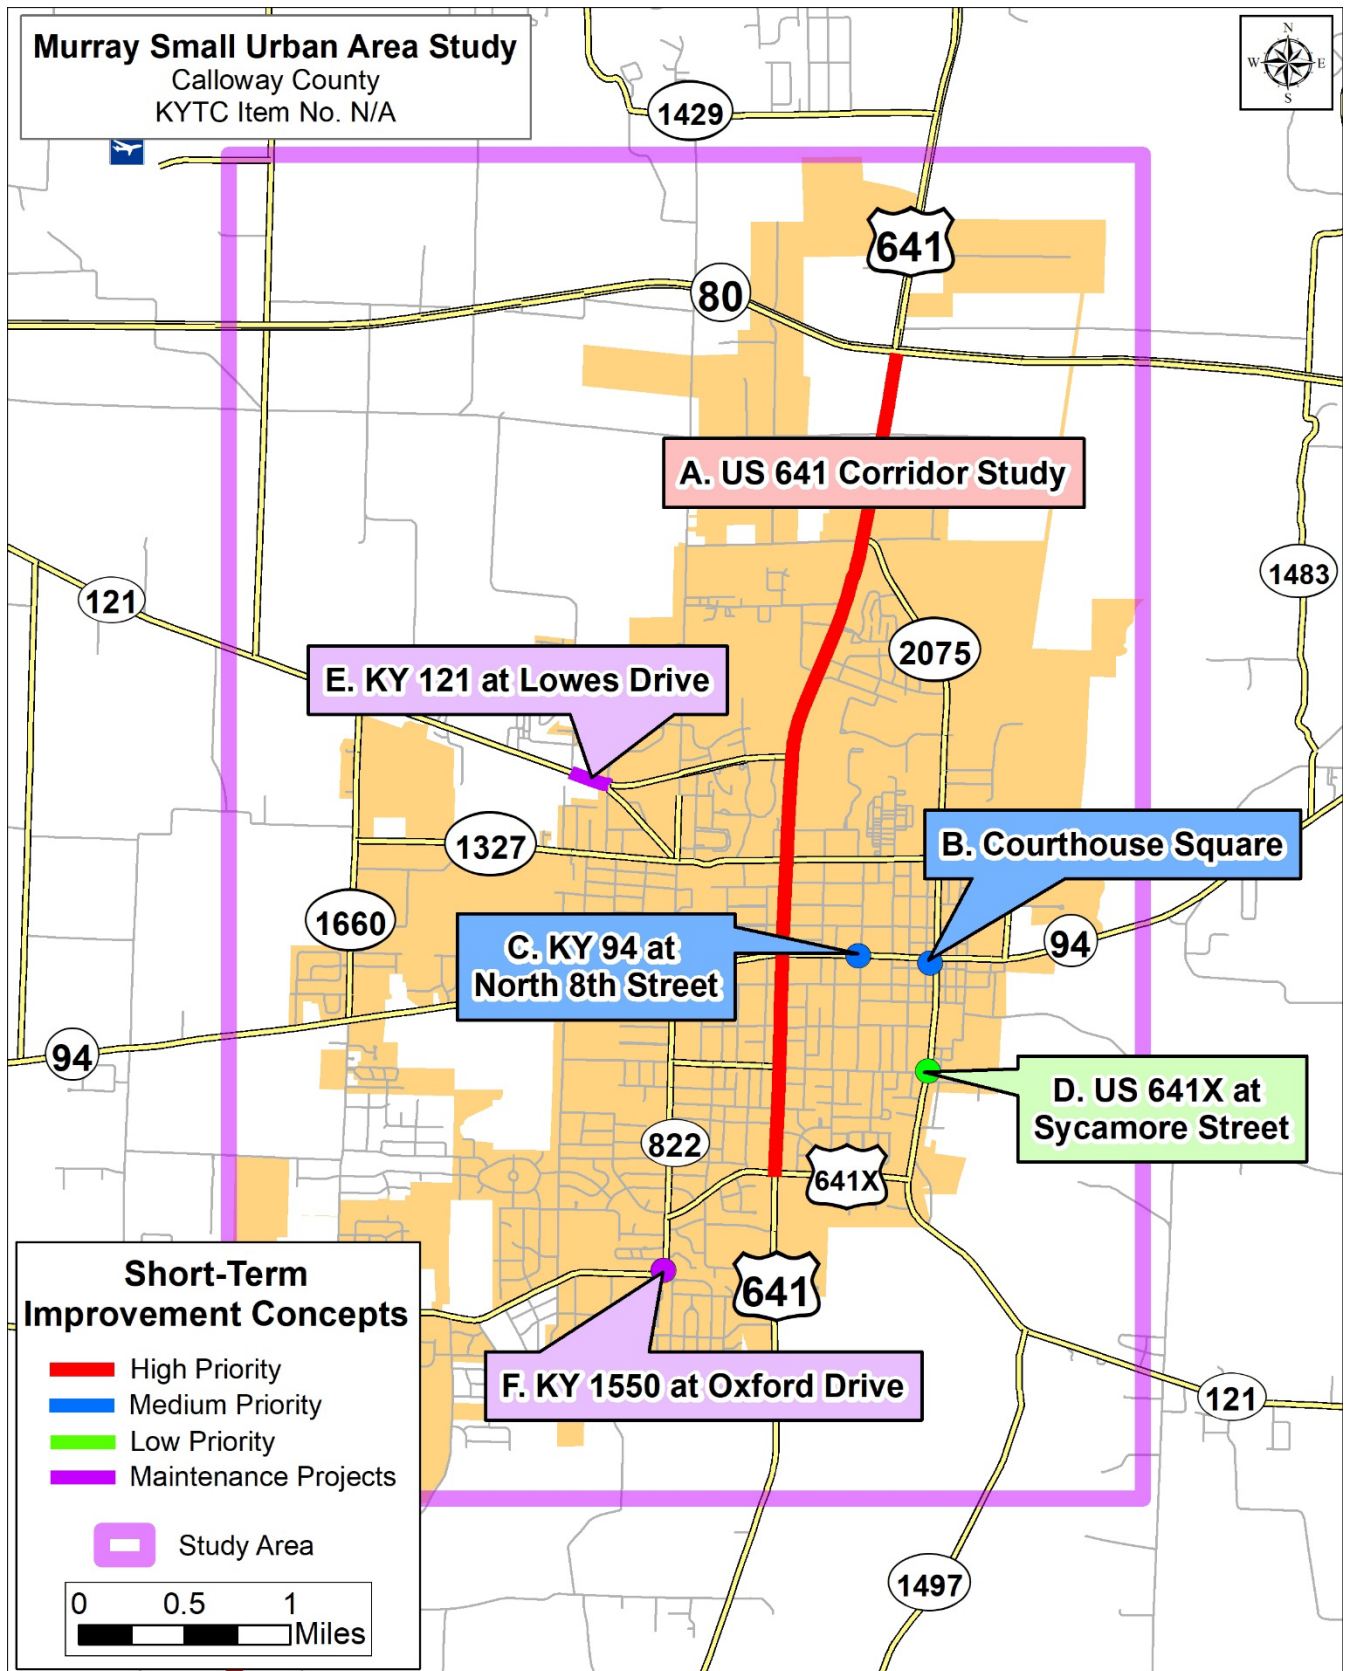 Murray Small Urban Area Study
Calloway County
KYTC Item No. N/A
N
W E
S
1429
641
80
A. US 641 Corridor Study
1483
121
2075
E. KY 121 at Lowes Drive
1327
B. Courthouse Square
1660
C. KY 94 at
North 8th Street
94
94
D. US 641X at
Sycamore Street
822
641X
641
F. KY 1550 at Oxford Drive
121
1497
Short-Term
Improvement Concepts
High Priority
Medium Priority
Low Priority
Maintenance Projects
Study Area
0 0.5 1
Miles